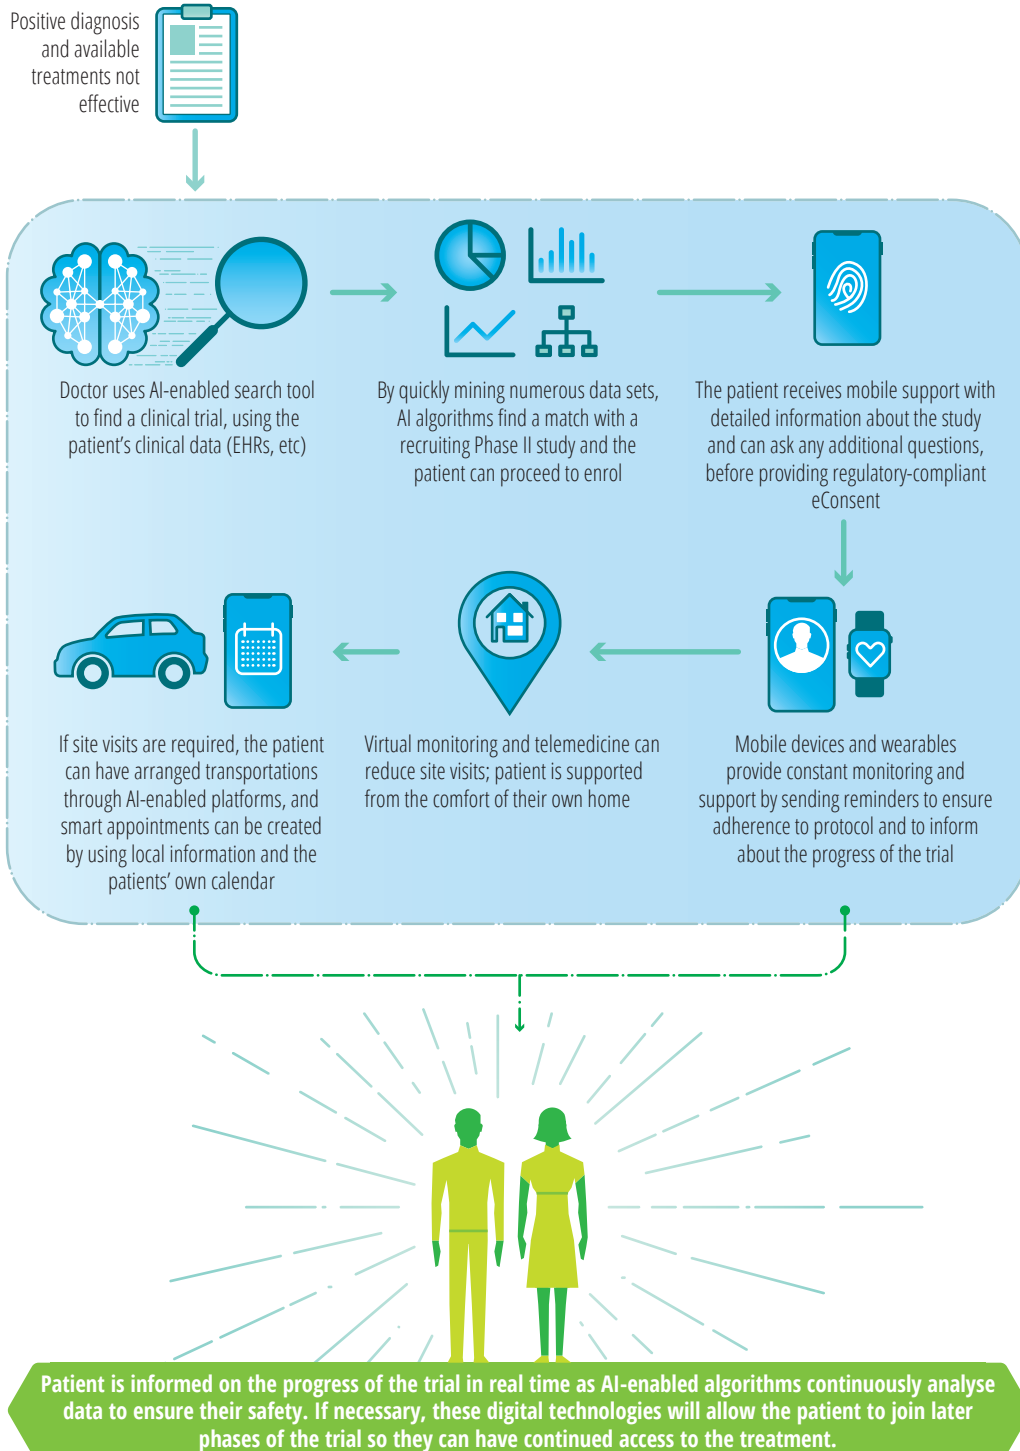 Positive diagnosis
and available
treatments not
effective
Doctor uses AI-enabled search tool
to find a clinical trial, using the
patient's clinical data (EHRs, etc)
By quickly mining numerous data sets,
AI algorithms find a match with a
recruiting Phase II study and the
patient can proceed to enrol
The patient receives mobile support with
detailed information about the study
and can ask any additional questions,
before providing regulatory-compliant
eConsent
If site visits are required, the patient
can have arranged transportations
through AI-enabled platforms, and
smart appointments can be created
by using local information and the
patients' own calendar
Virtual monitoring and telemedicine can
reduce site visits; patient is supported
from the comfort of their own home
Mobile devices and wearables
provide constant monitoring and
support by sending reminders to ensure
adherence to protocol and to inform
about the progress of the trial
Patient is informed on the progress of the trial in real time as AI-enabled algorithms continuously analyse
data to ensure their safety. If necessary, these digital technologies will allow the patient to join later
phases of the trial so they can have continued access to the treatment.